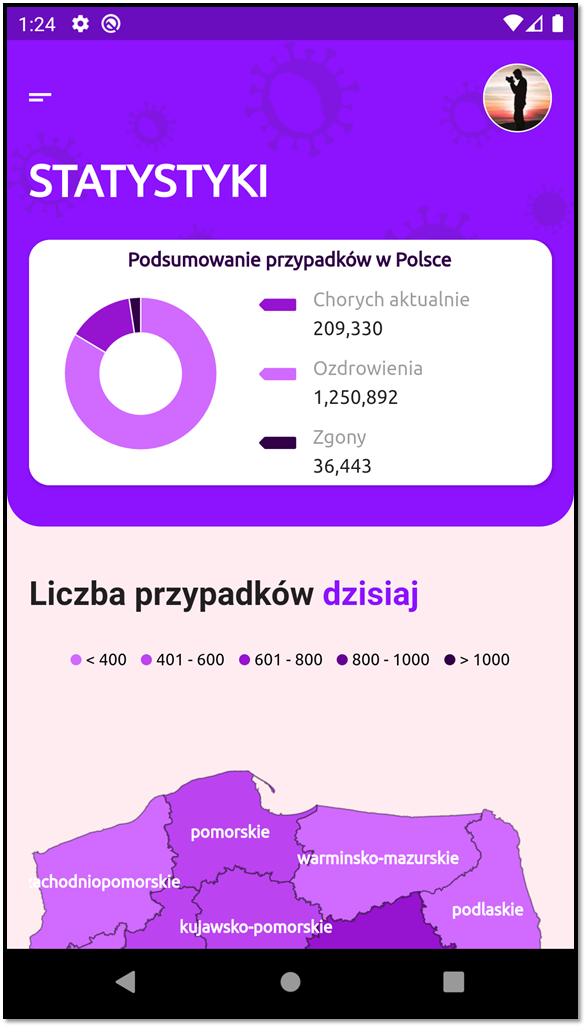 1:24
STATYSTYKI
Podsumowanie przypadków w Polsce
Chorych aktualnie
209,330
Ozdrowienia
1,250,892
Zgony
36,443
Liczba przypadków dzisiaj
< 400 401 - 600 601 - 800 800 - 1000 > 1000
pomorskie
warminsko-mazurskie
achodniopomorskie
podlaskie
kujawsko-pomorskie